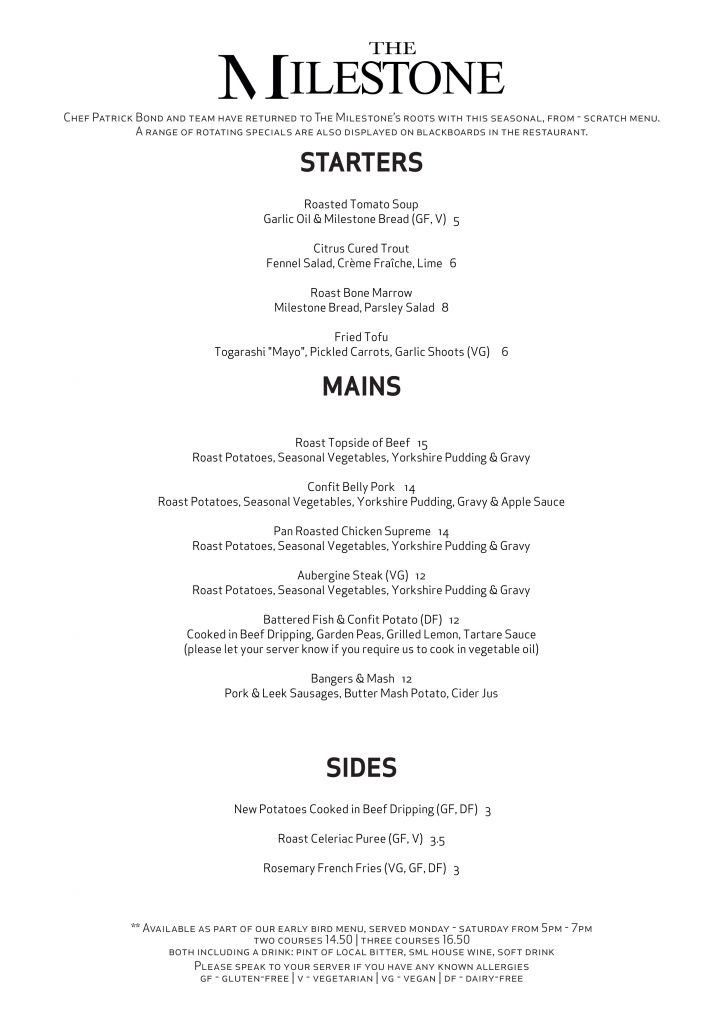 THE
MILESTONE
Chef Patrick Bond and team have returned to The Milestone's roots with this seasonal, from - scratch menu.
A range of rotating specials are also displayed on blackboards in the restaurant.
STARTERS
Roasted Tomato Soup
Garlic Oil & Milestone Bread (GF, V) 5
Citrus Cured Trout
Fennel Salad, Crème Fraîche, Lime 6
Roast Bone Marrow
Milestone Bread, Parsley Salad 8
Fried Tofu
Togarashi "Mayo", Pickled Carrots, Garlic Shoots (VG) 6
MAINS
Roast Topside of Beef 15
Roast Potatoes, Seasonal Vegetables, Yorkshire Pudding & Gravy
Confit Belly Pork 14
Roast Potatoes, Seasonal Vegetables, Yorkshire Pudding, Gravy & Apple Sauce
Pan Roasted Chicken Supreme 14
Roast Potatoes, Seasonal Vegetables, Yorkshire Pudding & Gravy
Aubergine Steak (VG) 12
Roast Potatoes, Seasonal Vegetables, Yorkshire Pudding & Gravy
Battered Fish & Confit Potato (DF) 12
Cooked in Beef Dripping, Garden Peas, Grilled Lemon, Tartare Sauce
(please let your server know if you require us to cook in vegetable oil)
Bangers & Mash 12
Pork & Leek Sausages, Butter Mash Potato, Cider Jus
SIDES
New Potatoes Cooked in Beef Dripping (GF, DF) 3
Roast Celeriac Puree (GF, V) 3.5
Rosemary French Fries (VG, GF, DF) 3
** Available as part of our early bird menu, served monday - saturday from 5pm - 7pm
two courses 14.50 | three courses 16.50
both including a drink: pint of local bitter, sml house wine, soft drink
Please speak to your server if you have any known allergies
gf - gluten-free | v - vegetarian | vg - vegan | df - dairy-free